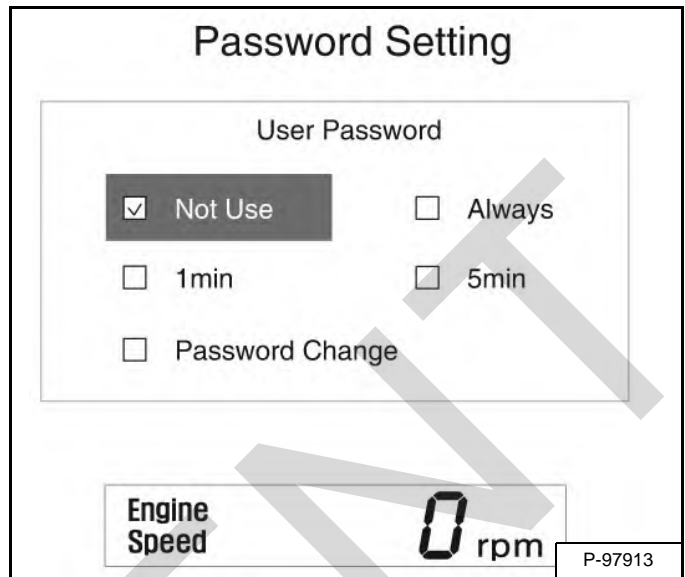 Password Setting
User Password
Not Use
Always
1min
5min
Password Change
Engine
Speed
0 rpm
P-97913